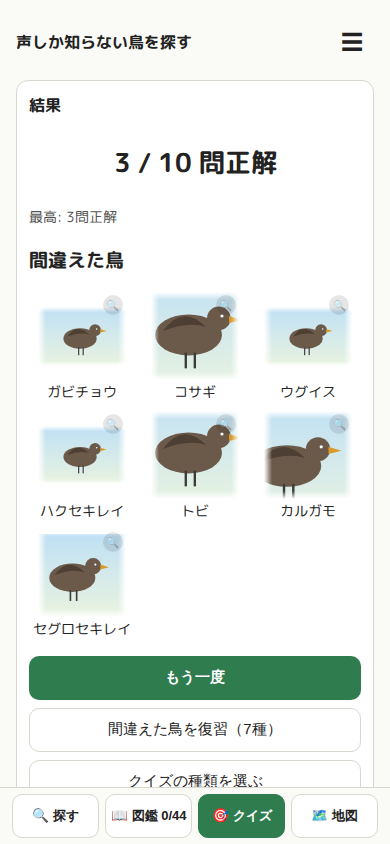 声しか知らない鳥を探す
結果
3 / 10 問正解
最高: 3問正解
間違えた鳥
ガビチョウ
コサギ
ウグイス
ハクセキレイ
トビ
カルガモ
セグロセキレイ
もう一度
間違えた鳥を復習（7種）
クイズの種類を選ぶ
探す
図鑑 0/44
クイズ
地図